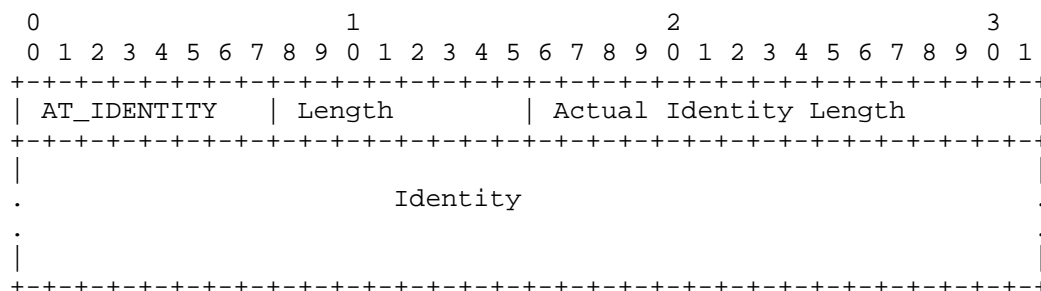 0                   1                   2                   3
 0 1 2 3 4 5 6 7 8 9 0 1 2 3 4 5 6 7 8 9 0 1 2 3 4 5 6 7 8 9 0 1
+-+-+-+-+-+-+-+-+-+-+-+-+-+-+-+-+-+-+-+-+-+-+-+-+-+-+-+-+-+-+-+-+
| AT_IDENTITY   | Length        | Actual Identity Length        |
+-+-+-+-+-+-+-+-+-+-+-+-+-+-+-+-+-+-+-+-+-+-+-+-+-+-+-+-+-+-+-+-+
|                                                               |
.                       Identity                                .
.                                                               .
|                                                               |
+-+-+-+-+-+-+-+-+-+-+-+-+-+-+-+-+-+-+-+-+-+-+-+-+-+-+-+-+-+-+-+-+